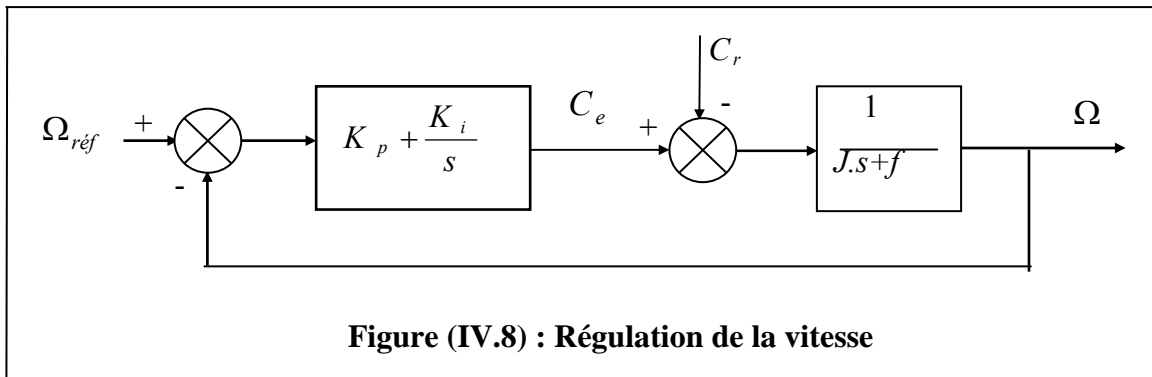 C_r
Ω_réf + - K_p + K_i / s C_e + - 1 / J.s+f Ω
Figure (IV.8) : Régulation de la vitesse